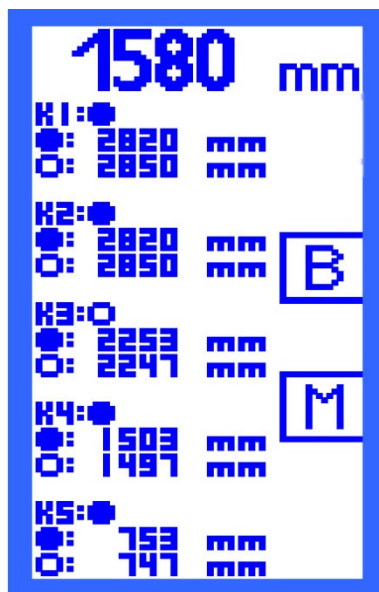 1580 mm
K1:●
●: 2820 mm
○: 2850 mm
K2:●
●: 2820 mm
○: 2850 mm
B
K3:○
●: 2253 mm
○: 2247 mm
M
K4:●
●: 1503 mm
○: 1497 mm
K5:●
●: 753 mm
○: 747 mm